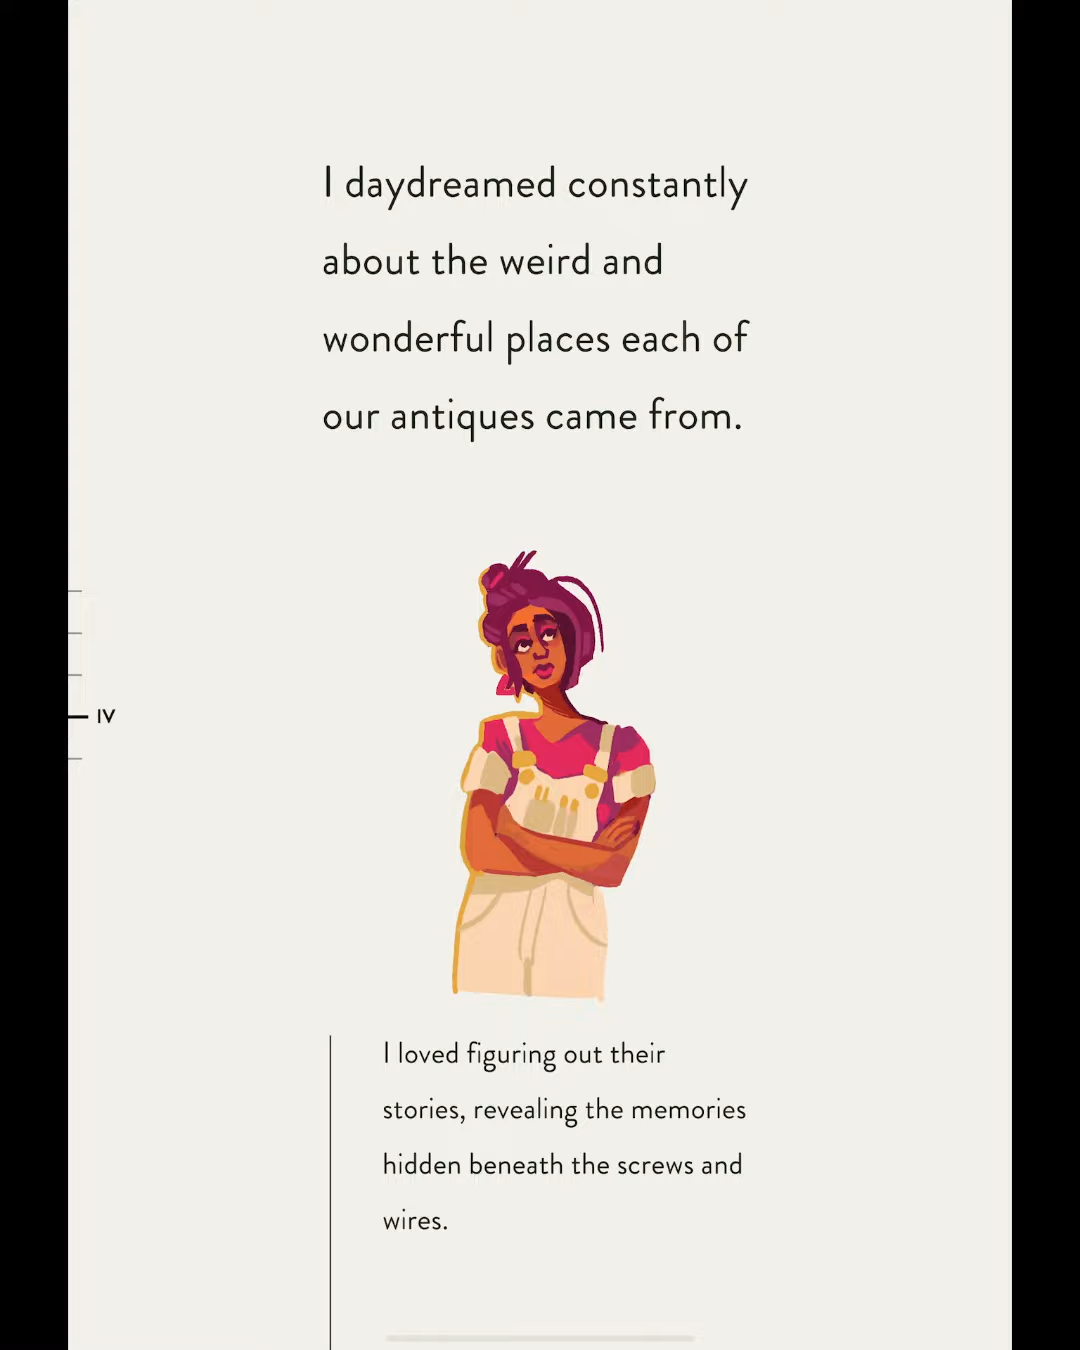 I daydreamed constantly
about the weird and
wonderful places each of
our antiques came from.
IV
I loved figuring out their
stories, revealing the memories
hidden beneath the screws and
wires.